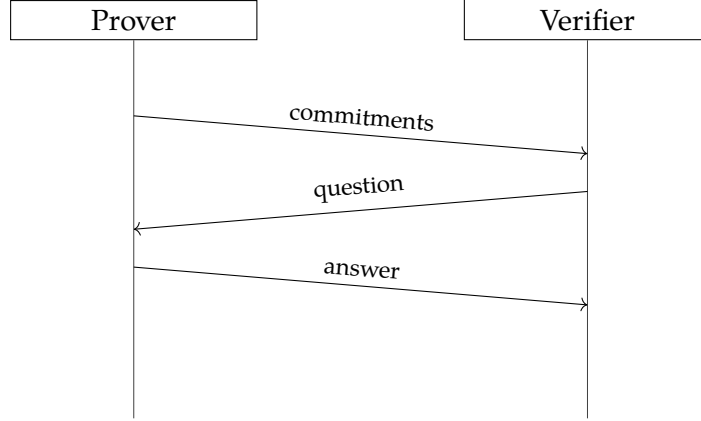 Prover
Verifier
commitments
question
answer